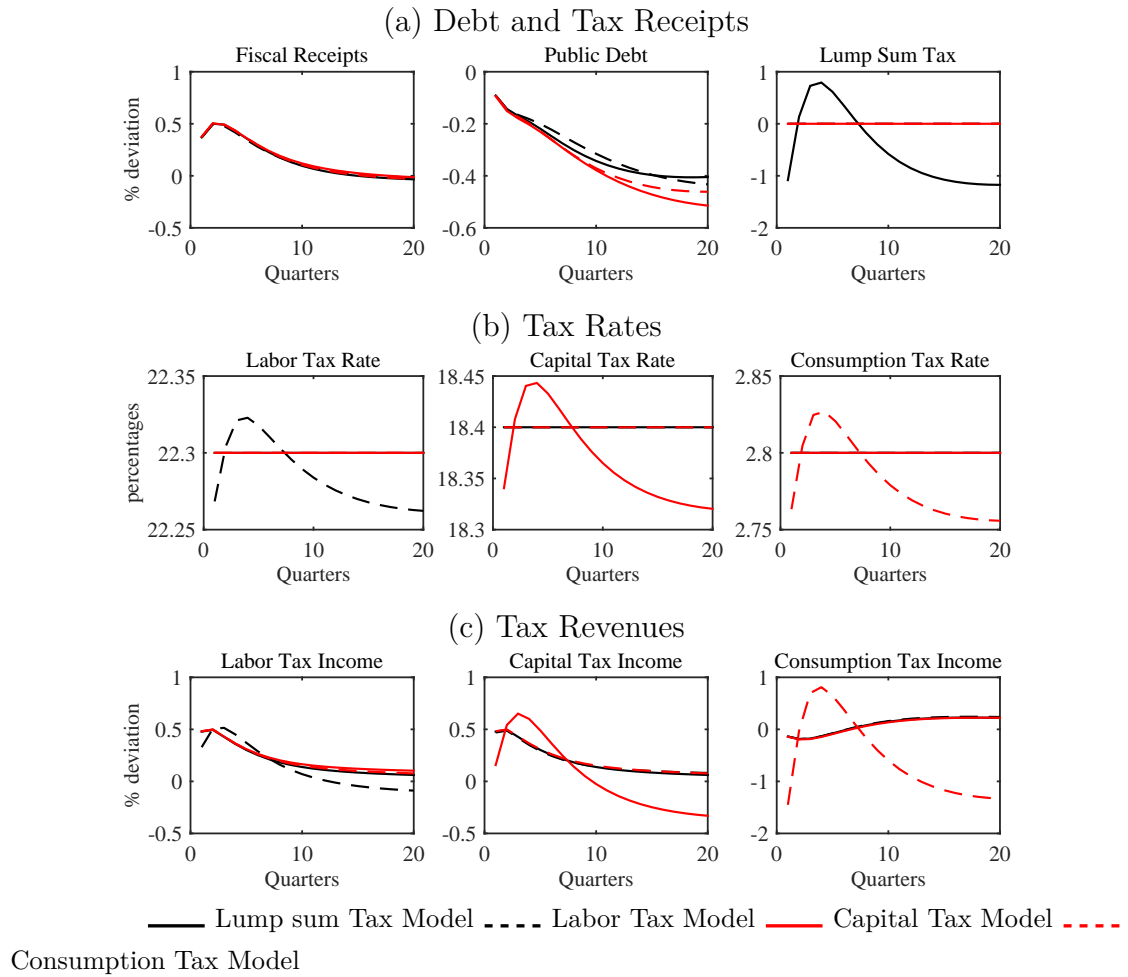 (a) Debt and Tax Receipts
Fiscal Receipts Public Debt Lump Sum Tax
% deviation
1
0.5
0
-0.5
0 10 20
Quarters
0
-0.2
-0.4
-0.6
0 10 20
Quarters
1
0
-1
-2
0 10 20
Quarters
(b) Tax Rates
Labor Tax Rate Capital Tax Rate Consumption Tax Rate
percentages
22.35
22.3
22.25
0 10 20
Quarters
18.45
18.4
18.35
18.3
0 10 20
Quarters
2.85
2.8
2.75
0 10 20
Quarters
(c) Tax Revenues
Labor Tax Income Capital Tax Income Consumption Tax Income
% deviation
1
0.5
0
-0.5
0 10 20
Quarters
1
0.5
0
-0.5
0 10 20
Quarters
1
0
-1
-2
0 10 20
Quarters
Lump sum Tax Model Labor Tax Model Capital Tax Model
Consumption Tax Model